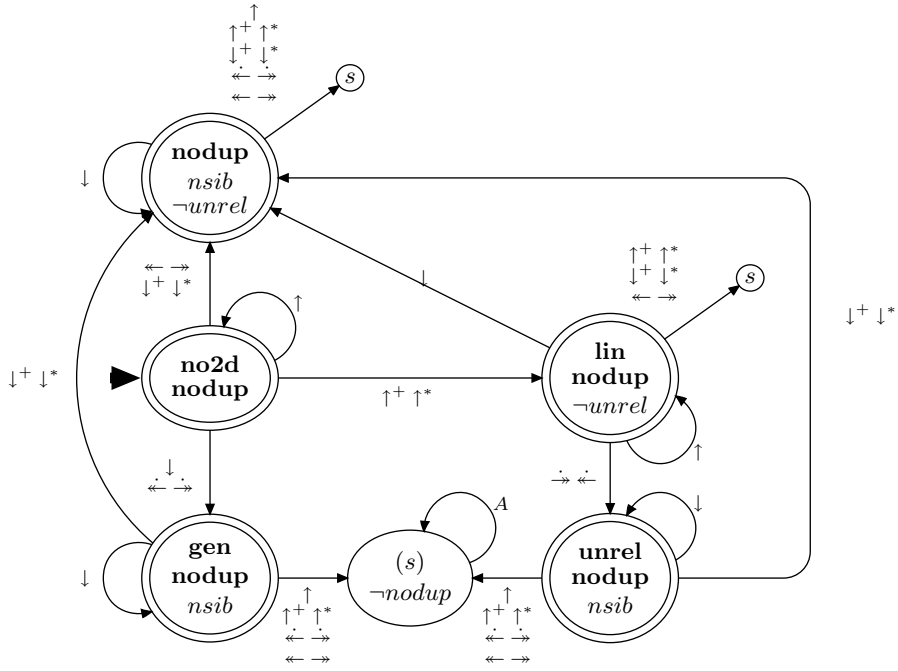 ↑
↑⁺ ↑*
↓⁺ ↓*
↞̇ ↠̇
↞ ↠
s
nodup
nsib
¬unrel
↓
↞ ↠
↓⁺ ↓*
↑
↓
↑⁺ ↑*
↓⁺ ↓*
↞ ↠
s
↓⁺ ↓*
↓⁺ ↓*
no2d
nodup
↑⁺ ↑*
lin
nodup
¬unrel
↑
↓
↞̇ ↠̇
↠̇ ↞̇
↓
gen
nodup
nsib
↓
(s)
¬nodup
A
unrel
nodup
nsib
↓
↑
↑⁺ ↑*
↞̇ ↠̇
↞ ↠
↑
↑⁺ ↑*
↞̇ ↠̇
↞ ↠